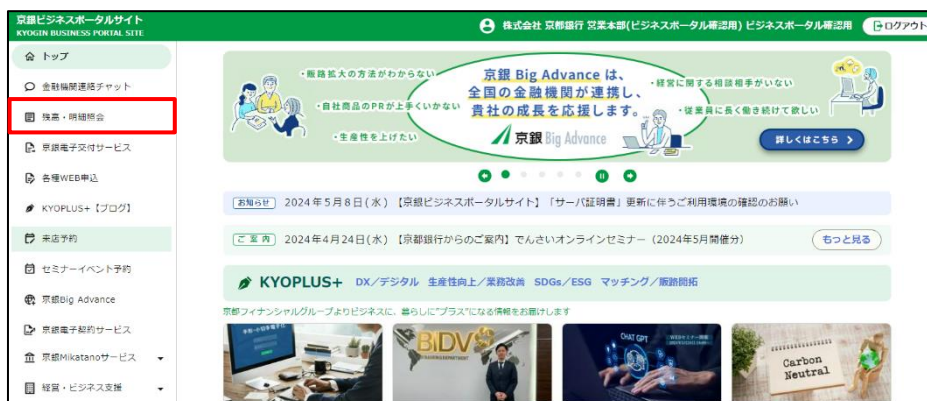 京銀ビジネスポータルサイト
KYOGIN BUSINESS PORTAL SITE
株式会社 京都銀行 営業本部(ビジネスポータル確認用) ビジネスポータル確認用
ログアウト
トップ
金融機関連絡チャット
残高・明細照会
京銀電子交付サービス
各種WEB申込
KYOPLUS+【ブログ】
来店予約
セミナーイベント予約
京銀Big Advance
京銀電子契約サービス
京銀Mikatanoサービス
経営・ビジネス支援
・販路拡大の方法がわからない
・自社商品のPRが上手くいかない
・生産性を上げたい
京銀 Big Advance は、
全国の金融機関が連携し、
貴社の成長を応援します。
京銀 Big Advance
・経営に関する相談相手がいない
・従業員に長く働き続けて欲しい
詳しくはこちら
お知らせ 2024年5月8日(水) 【京銀ビジネスポータルサイト】「サーバ証明書」更新に伴うご利用環境の確認のお願い
ご案内 2024年4月24日(水) 【京都銀行からのご案内】でんさいオンラインセミナー（2024年5月開催分）
もっと見る
KYOPLUS+ DX/デジタル 生産性向上/業務改善 SDGs/ESG マッチング/販路開拓
京都フィナンシャルグループよりビジネスに、暮らしに"プラス"になる情報をお届けします
BIDV
CHAT GPT
Carbon
Neutral